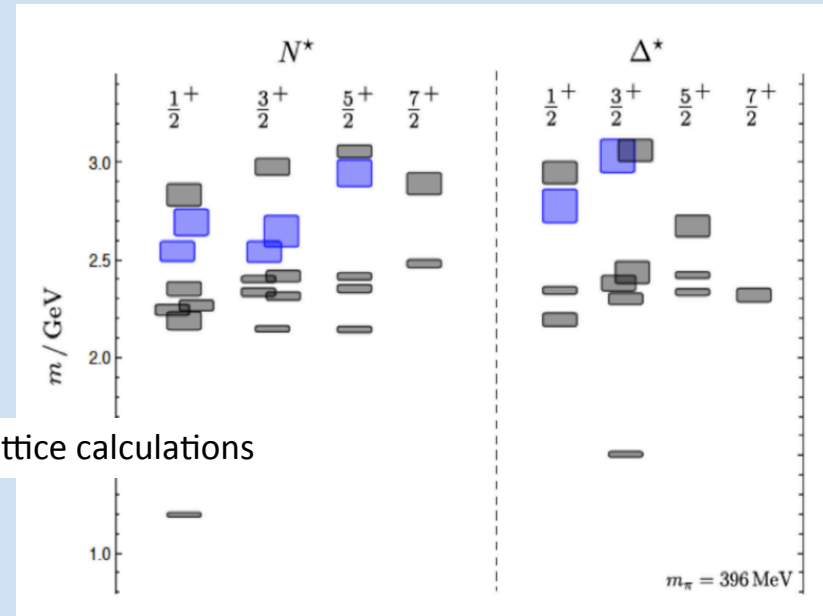 N* Δ*
1/2+ 3/2+ 5/2+ 7/2+ 1/2+ 3/2+ 5/2+ 7/2+
3.0
2.5
m / GeV
2.0
ttice calculations
1.0
mπ = 396 MeV